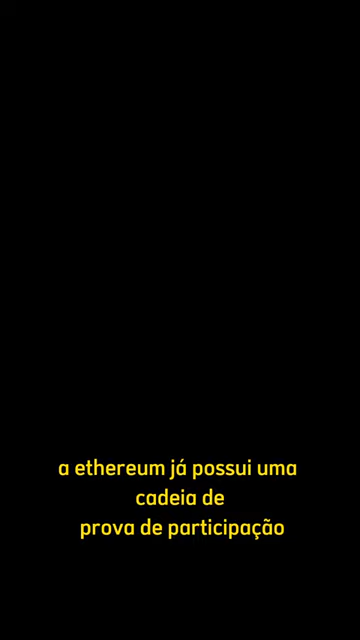 a ethereum já possui uma
cadeia de
prova de participação